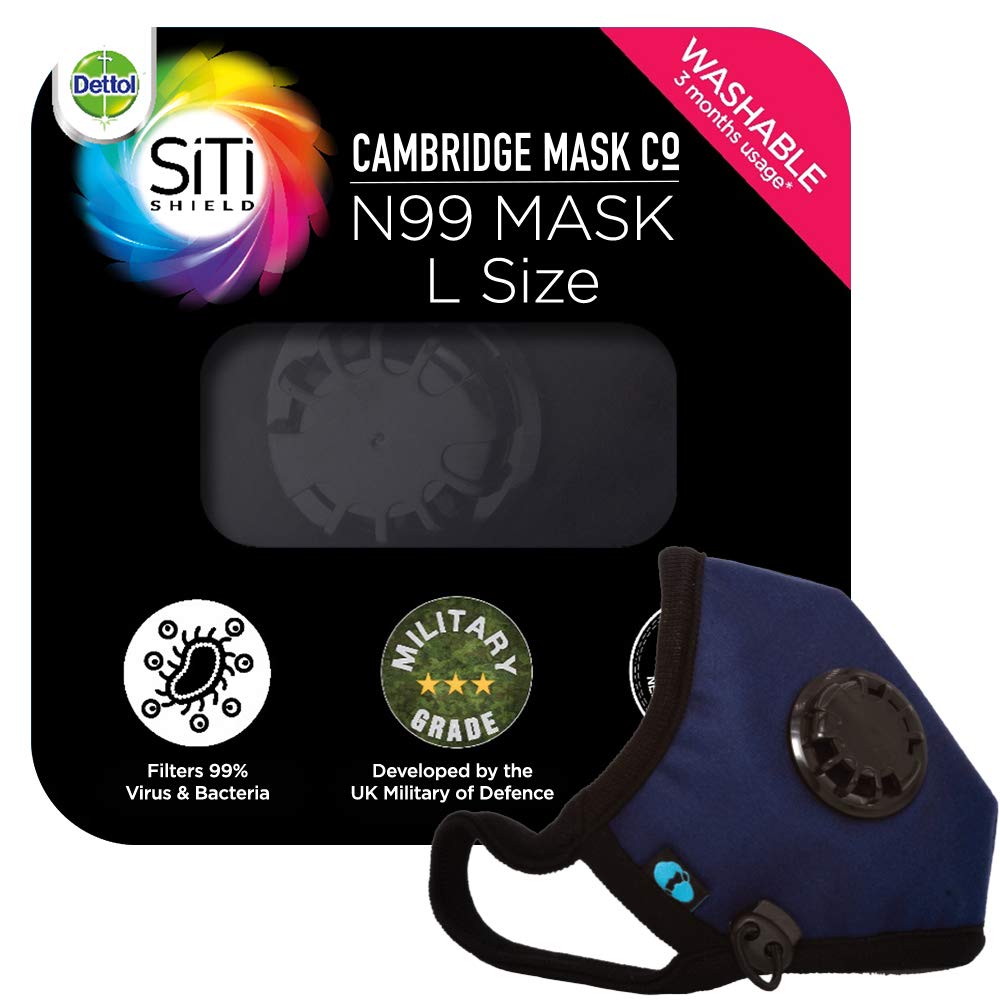 Dettol
SiTi
SHIELD
CAMBRIDGE MASK CO
N99 MASK
L Size
WASHABLE
3 months usage*
MILITARY
GRADE
Filters 99%
Virus & Bacteria
Developed by the
UK Military of Defence